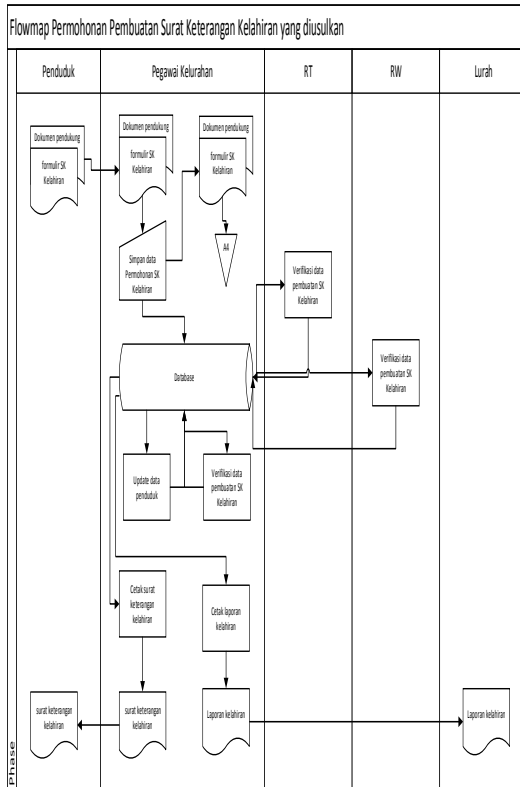 Flowmap Permohonan Pembuatan Surat Keterangan Kelahiran yang diusulkan
Penduduk
Pegawai Kelurahan
RT
RW
Lurah
Dokumen pendukung
formulir SK
Kelahiran
Dokumen pendukung
formulir SK
Kelahiran
Dokumen pendukung
formulir SK
Kelahiran
Simpan data
Permohonan SK
Kelahiran
A4
Verifikasi data
pembuatan SK
Kelahiran
Verifikasi data
pembuatan SK
Kelahiran
Database
Update data
penduduk
Verifikasi data
pembuatan SK
Kelahiran
Cetak surat
keterangan
kelahiran
Cetak laporan
kelahiran
surat keterangan
kelahiran
surat keterangan
kelahiran
Laporan kelahiran
Laporan kelahiran
Phase